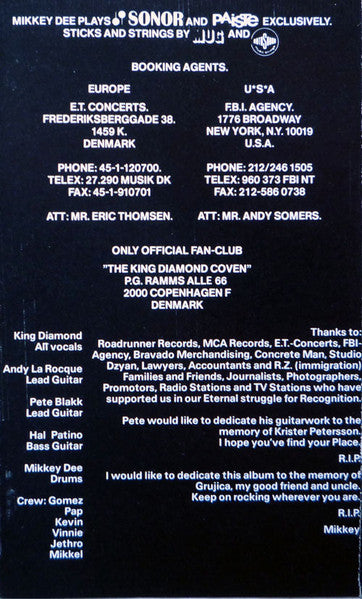 MIKKEY DEE PLAYS SONOR AND PAISTE EXCLUSIVELY.
STICKS AND STRINGS BY MUG AND
BOOKING AGENTS.
EUROPE
E.T. CONCERTS.
FREDERIKSBERGGADE 38.
1459 K.
DENMARK
PHONE: 45-1-120700.
TELEX: 27.290 MUSIK DK
FAX: 45-1-910701
ATT: MR. ERIC THOMSEN.
U*S*A
F.B.I. AGENCY.
1776 BROADWAY
NEW YORK, N.Y. 10019
U.S.A.
PHONE: 212/246 1505
TELEX: 960 373 FBI NT
FAX: 212-586 0738
ATT: MR. ANDY SOMERS.
ONLY OFFICIAL FAN-CLUB
"THE KING DIAMOND COVEN"
P.G. RAMMS ALLE 66
2000 COPENHAGEN F
DENMARK
King Diamond
All vocals
Andy La Rocque
Lead Guitar
Pete Blakk
Lead Guitar
Hal Patino
Bass Guitar
Mikkey Dee
Drums
Crew: Gomez
Pap
Kevin
Vinnie
Jethro
Mikkel
Thanks to:
Roadrunner Records, MCA Records, E.T.-Concerts, FBI-
Agency, Bravado Merchandising, Concrete Man, Studio
Dzyan, Lawyers, Accountants and R.Z. (immigration)
Families and Friends, Journalists, Photographers,
Promotors, Radio Stations and TV Stations who have
supported us in our Eternal struggle for Recognition.
Pete would like to dedicate his guitarwork to the
memory of Krister Petersson.
I hope you've find your Place.
R.I.P.
I would like to dedicate this album to the memory of
Grujica, my good friend and uncle.
Keep on rocking wherever you are.
R.I.P.
Mikkey